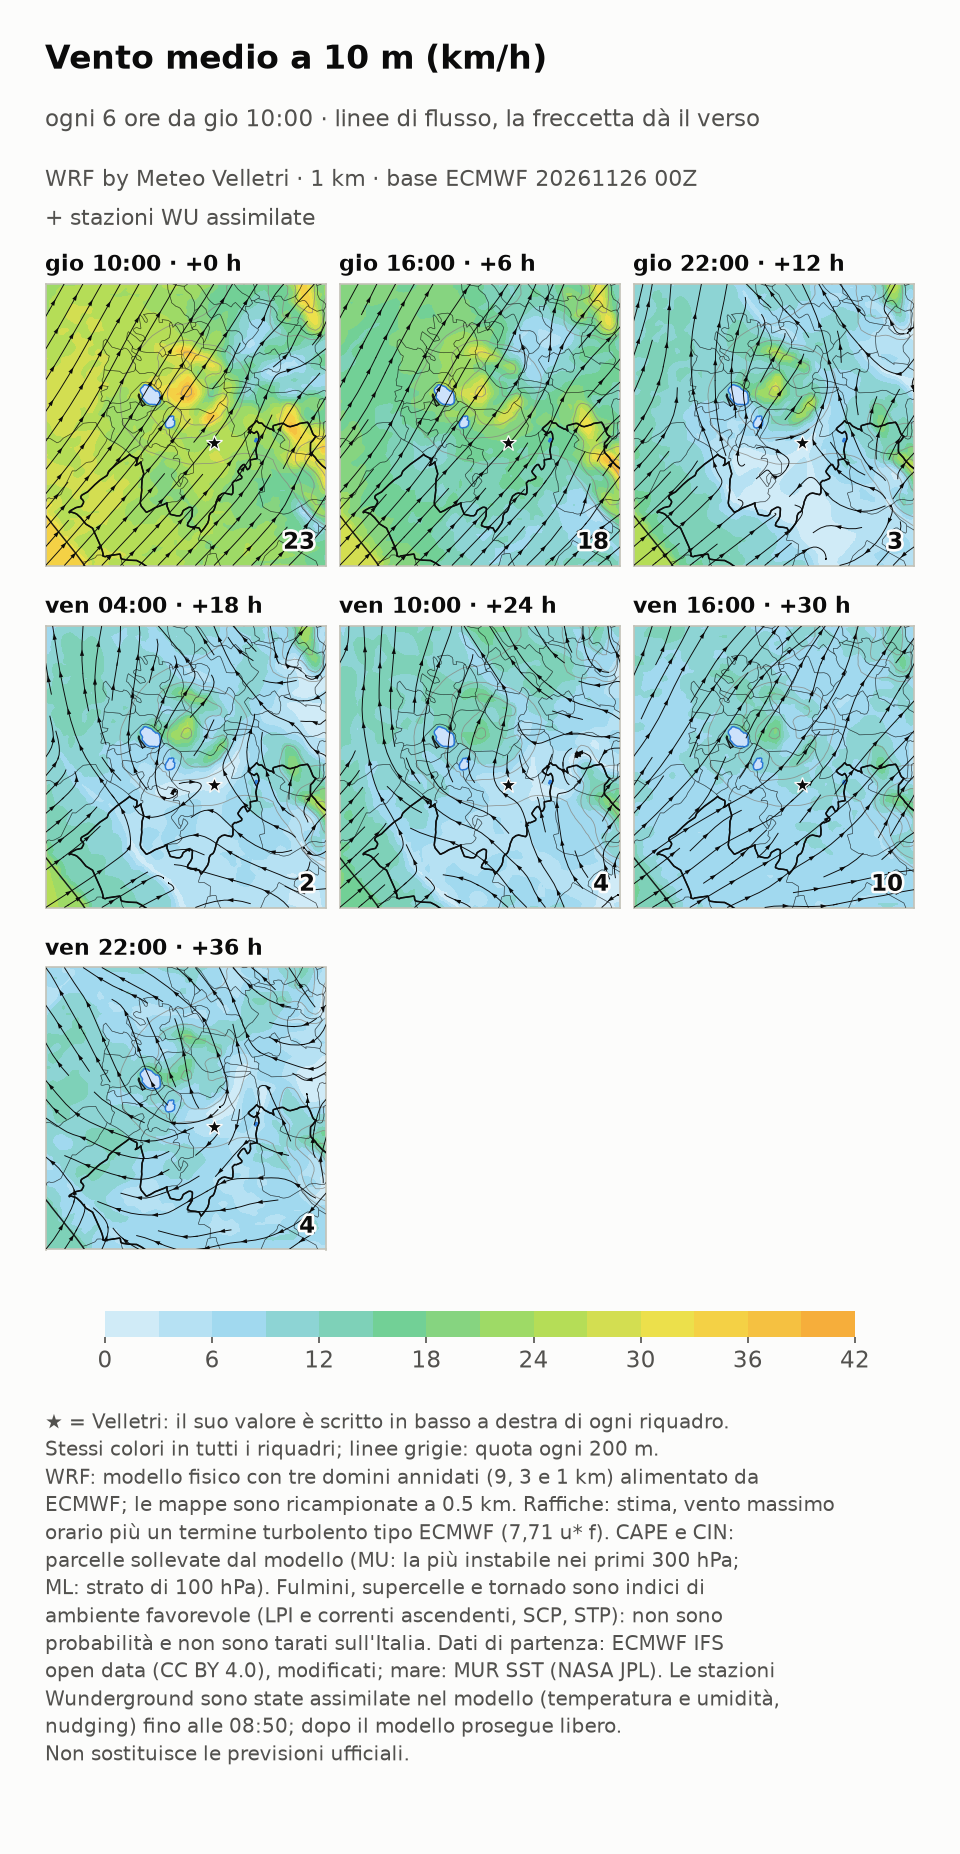 Vento medio a 10 m (km/h)
ogni 6 ore da gio 10:00 · linee di flusso, la freccetta dà il verso
WRF by Meteo Velletri · 1 km · base ECMWF 20261126 00Z
+ stazioni WU assimilate
gio 10:00 · +0 h
gio 16:00 · +6 h
gio 22:00 · +12 h
23
18
3
ven 04:00 · +18 h
ven 10:00 · +24 h
ven 16:00 · +30 h
2
4
10
ven 22:00 · +36 h
4
0 6 12 18 24 30 36 42
★ = Velletri: il suo valore è scritto in basso a destra di ogni riquadro.
Stessi colori in tutti i riquadri; linee grigie: quota ogni 200 m.
WRF: modello fisico con tre domini annidati (9, 3 e 1 km) alimentato da
ECMWF; le mappe sono ricampionate a 0.5 km. Raffiche: stima, vento massimo
orario più un termine turbolento tipo ECMWF (7,71 u* f). CAPE e CIN:
parcelle sollevate dal modello (MU: la più instabile nei primi 300 hPa;
ML: strato di 100 hPa). Fulmini, supercelle e tornado sono indici di
ambiente favorevole (LPI e correnti ascendenti, SCP, STP): non sono
probabilità e non sono tarati sull'Italia. Dati di partenza: ECMWF IFS
open data (CC BY 4.0), modificati; mare: MUR SST (NASA JPL). Le stazioni
Wunderground sono state assimilate nel modello (temperatura e umidità,
nudging) fino alle 08:50; dopo il modello prosegue libero.
Non sostituisce le previsioni ufficiali.